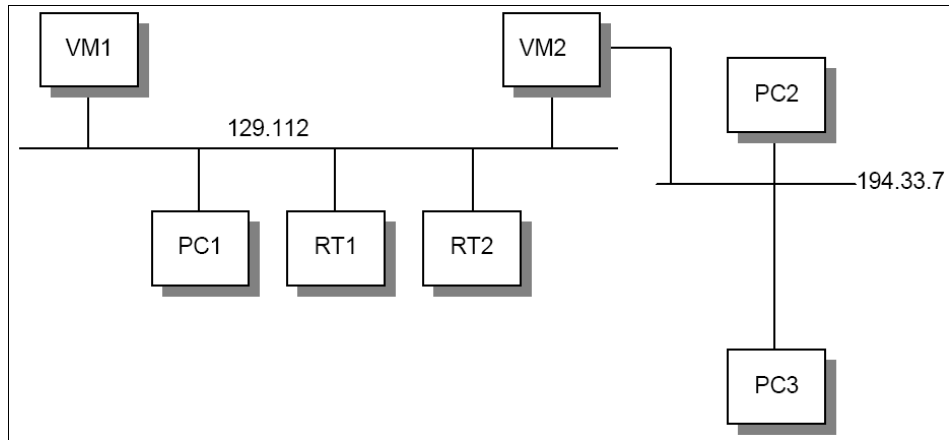 VM1
VM2
PC2
129.112
194.33.7
PC1
RT1
RT2
PC3